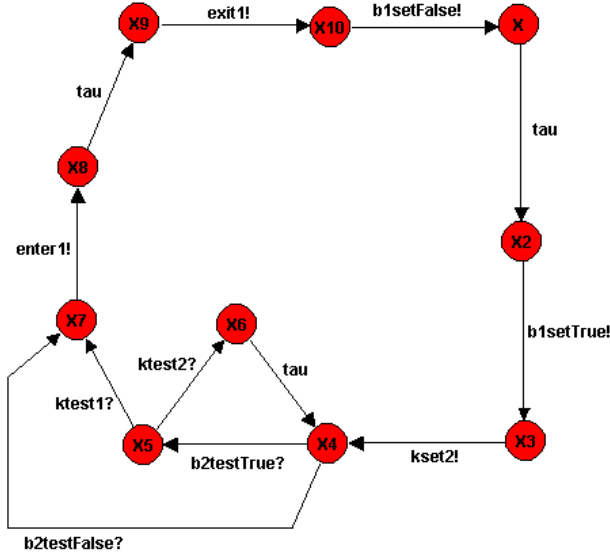 exit1!
b1setFalse!
X9
X10
X
tau
tau
X8
X2
enter1!
b1setTrue!
X7
X6
ktest2?
tau
ktest1?
X5
X4
X3
b2testTrue?
kset2!
b2testFalse?